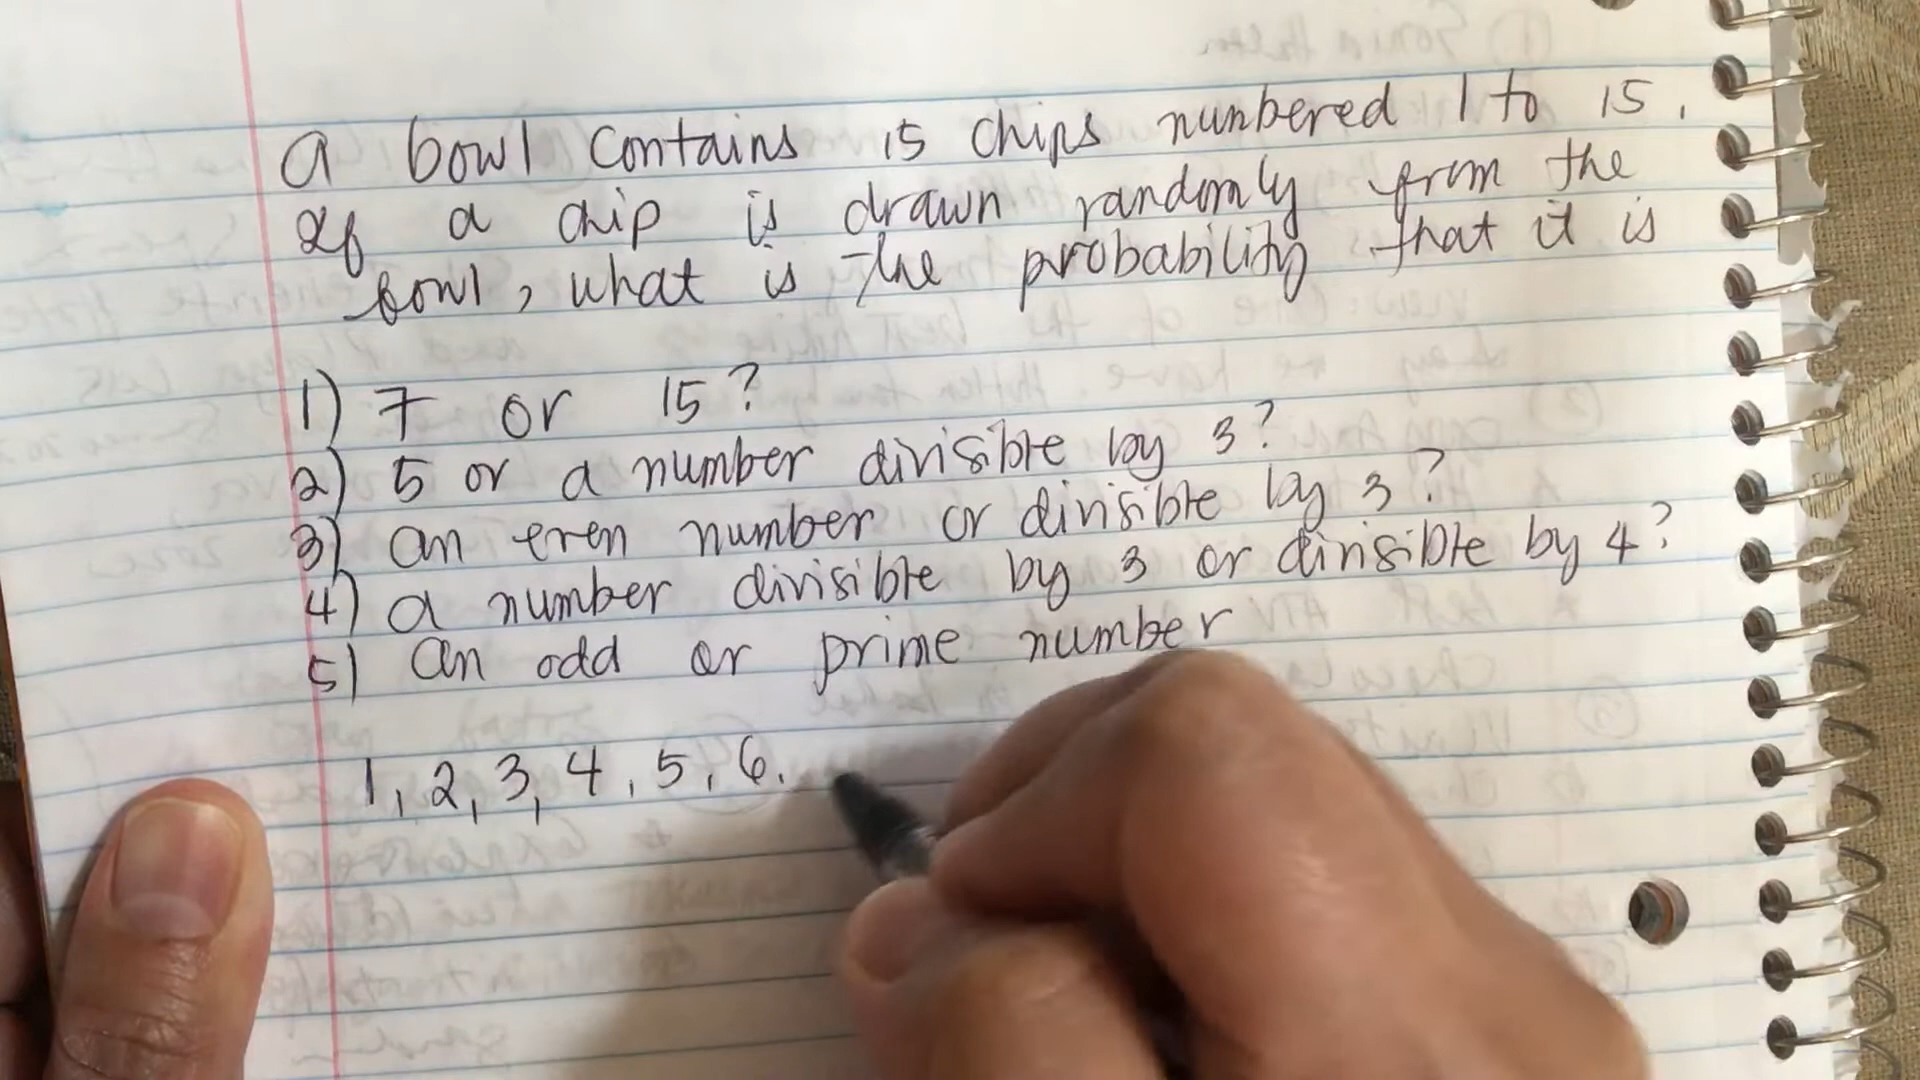 a bowl contains 15 chips numbered 1 to 15.
If a chip is drawn randomly from the
bowl, what is the probability that it is
1) 7 or 15?
2) 5 or a number divisible by 3?
3) an even number or divisible by 3?
4) a number divisible by 3 or divisible by 4?
5) an odd or prime number
1, 2, 3, 4, 5, 6.